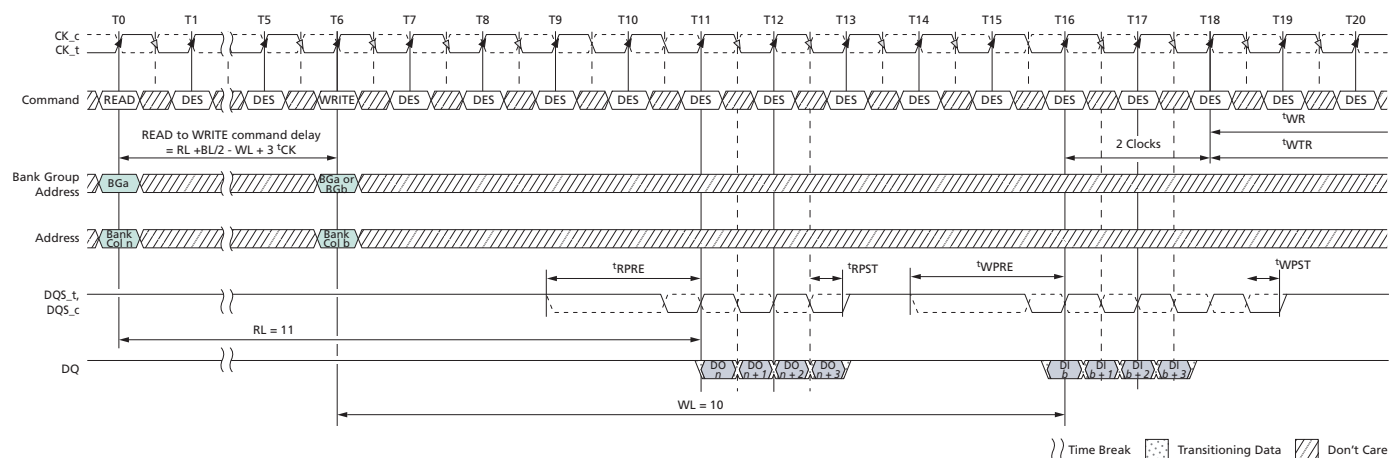 T0 T1 T5 T6 T7 T8 T9 T10 T11 T12 T13 T14 T15 T16 T17 T18 T19 T20
CK_c
CK_t
Command READ DES DES WRITE DES DES DES DES DES DES DES DES DES DES DES DES DES DES
READ to WRITE command delay
= RL +BL/2 - WL + 3 tCK
2 Clocks
tWR
tWTR
Bank Group
Address
BGa
BGa or
BGb
Address
Bank
Col n
Bank
Col b
tRPRE tRPST tWPRE tWPST
DQS_t,
DQS_c
RL = 11
DQ
DO
n
DO
n + 1
DO
n + 2
DO
n + 3
DI
b
DI
b + 1
DI
b + 2
DI
b + 3
WL = 10
Time Break Transitioning Data Don't Care